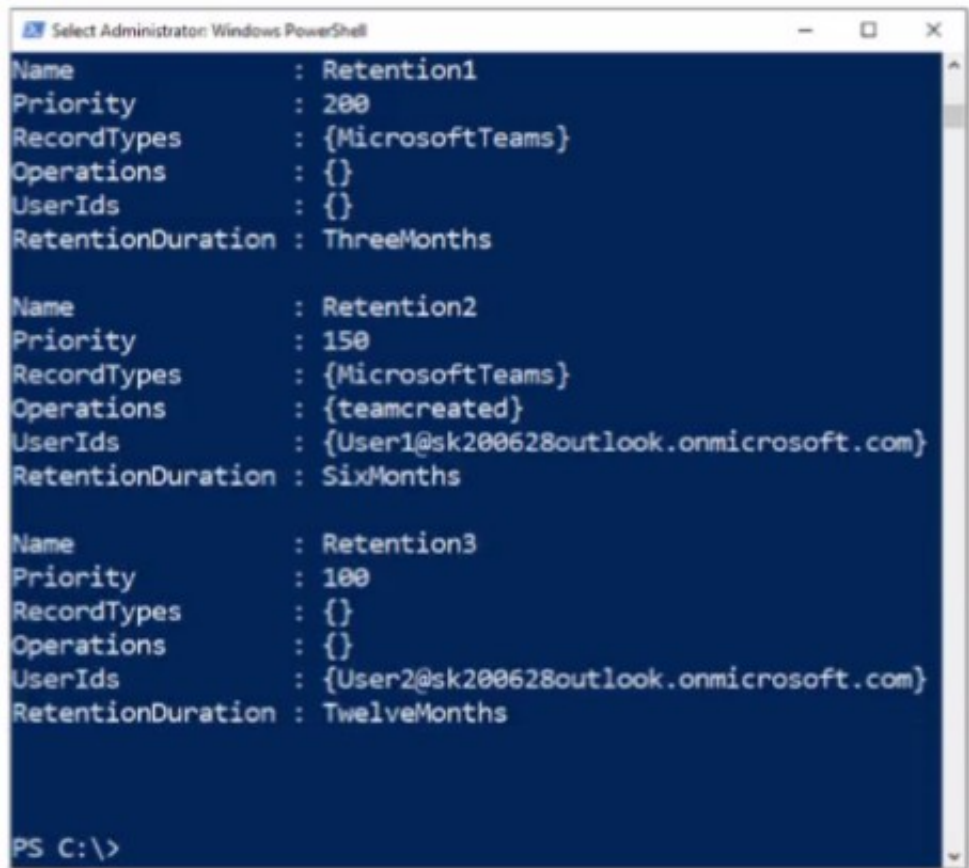 Select Administrator: Windows PowerShell
Name : Retention1
Priority : 200
RecordTypes : {MicrosoftTeams}
Operations : {}
UserIds : {}
RetentionDuration : ThreeMonths
Name : Retention2
Priority : 150
RecordTypes : {MicrosoftTeams}
Operations : {teamcreated}
UserIds : {User1@sk200628outlook.onmicrosoft.com}
RetentionDuration : SixMonths
Name : Retention3
Priority : 100
RecordTypes : {}
Operations : {}
UserIds : {User2@sk200628outlook.onmicrosoft.com}
RetentionDuration : TwelveMonths
PS C:\>